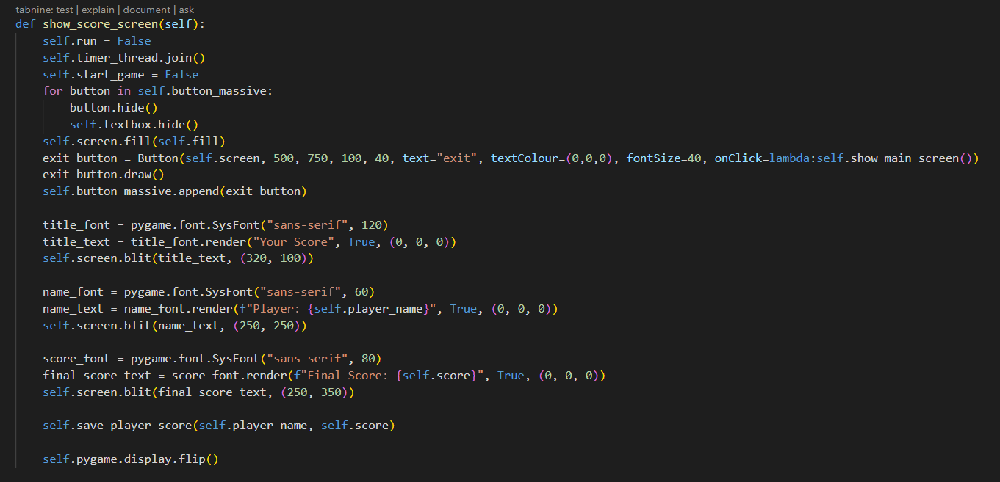 tabnine: test | explain | document | ask
def show_score_screen(self):
    self.run = False
    self.timer_thread.join()
    self.start_game = False
    for button in self.button_massive:
        button.hide()
        self.textbox.hide()
    self.screen.fill(self.fill)
    exit_button = Button(self.screen, 500, 750, 100, 40, text="exit", textColour=(0,0,0), fontSize=40, onClick=lambda:self.show_main_screen())
    exit_button.draw()
    self.button_massive.append(exit_button)

    title_font = pygame.font.SysFont("sans-serif", 120)
    title_text = title_font.render("Your Score", True, (0, 0, 0))
    self.screen.blit(title_text, (320, 100))

    name_font = pygame.font.SysFont("sans-serif", 60)
    name_text = name_font.render(f"Player: {self.player_name}", True, (0, 0, 0))
    self.screen.blit(name_text, (250, 250))

    score_font = pygame.font.SysFont("sans-serif", 80)
    final_score_text = score_font.render(f"Final Score: {self.score}", True, (0, 0, 0))
    self.screen.blit(final_score_text, (250, 350))

    self.save_player_score(self.player_name, self.score)

    self.pygame.display.flip()